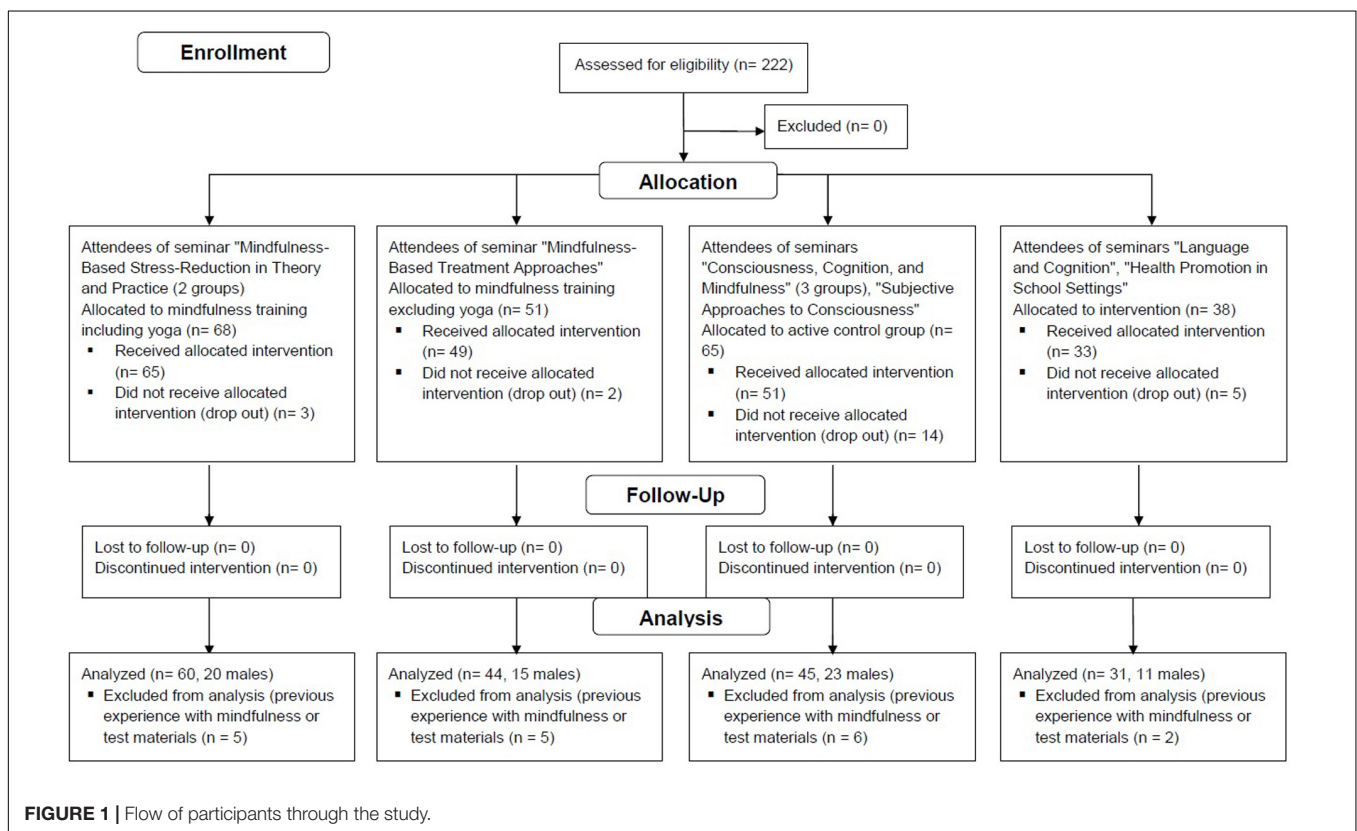 Enrollment
Assessed for eligibility (n= 222)
Excluded (n= 0)
Allocation
Attendees of seminar "Mindfulness-
Based Stress-Reduction in Theory
and Practice (2 groups)
Allocated to mindfulness training
including yoga (n= 68)
▪ Received allocated intervention
(n= 65)
▪ Did not receive allocated
intervention (drop out) (n= 3)
Attendees of seminar "Mindfulness-
Based Treatment Approaches"
Allocated to mindfulness training
excluding yoga (n= 51)
▪ Received allocated intervention
(n= 49)
▪ Did not receive allocated
intervention (drop out) (n= 2)
Attendees of seminars
"Consciousness, Cognition, and
Mindfulness" (3 groups), "Subjective
Approaches to Consciousness"
Allocated to active control group (n=
65)
▪ Received allocated intervention
(n= 51)
▪ Did not receive allocated
intervention (drop out) (n= 14)
Attendees of seminars "Language
and Cognition", "Health Promotion in
School Settings"
Allocated to intervention (n= 38)
▪ Received allocated intervention
(n= 33)
▪ Did not receive allocated
intervention (drop out) (n= 5)
Follow-Up
Lost to follow-up (n= 0)
Discontinued intervention (n= 0)
Lost to follow-up (n= 0)
Discontinued intervention (n= 0)
Lost to follow-up (n= 0)
Discontinued intervention (n= 0)
Lost to follow-up (n= 0)
Discontinued intervention (n= 0)
Analysis
Analyzed (n= 60, 20 males)
▪ Excluded from analysis (previous
experience with mindfulness or
test materials (n = 5)
Analyzed (n= 44, 15 males)
▪ Excluded from analysis (previous
experience with mindfulness or
test materials (n = 5)
Analyzed (n= 45, 23 males)
▪ Excluded from analysis (previous
experience with mindfulness or
test materials (n = 6)
Analyzed (n= 31, 11 males)
▪ Excluded from analysis (previous
experience with mindfulness or
test materials (n = 2)
FIGURE 1 | Flow of participants through the study.